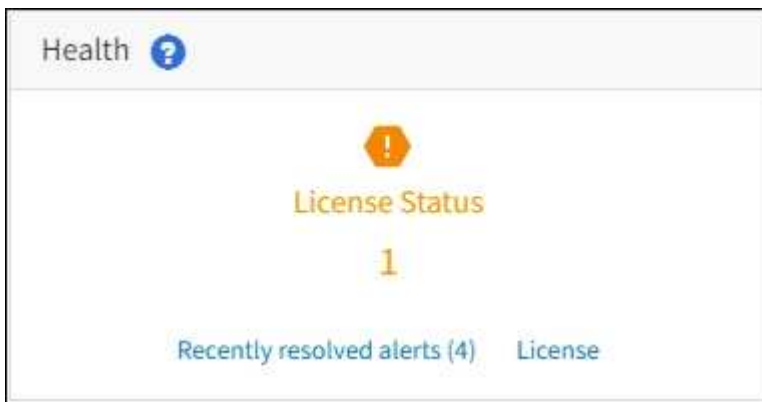 Health ?
!
License Status
1
Recently resolved alerts (4) License